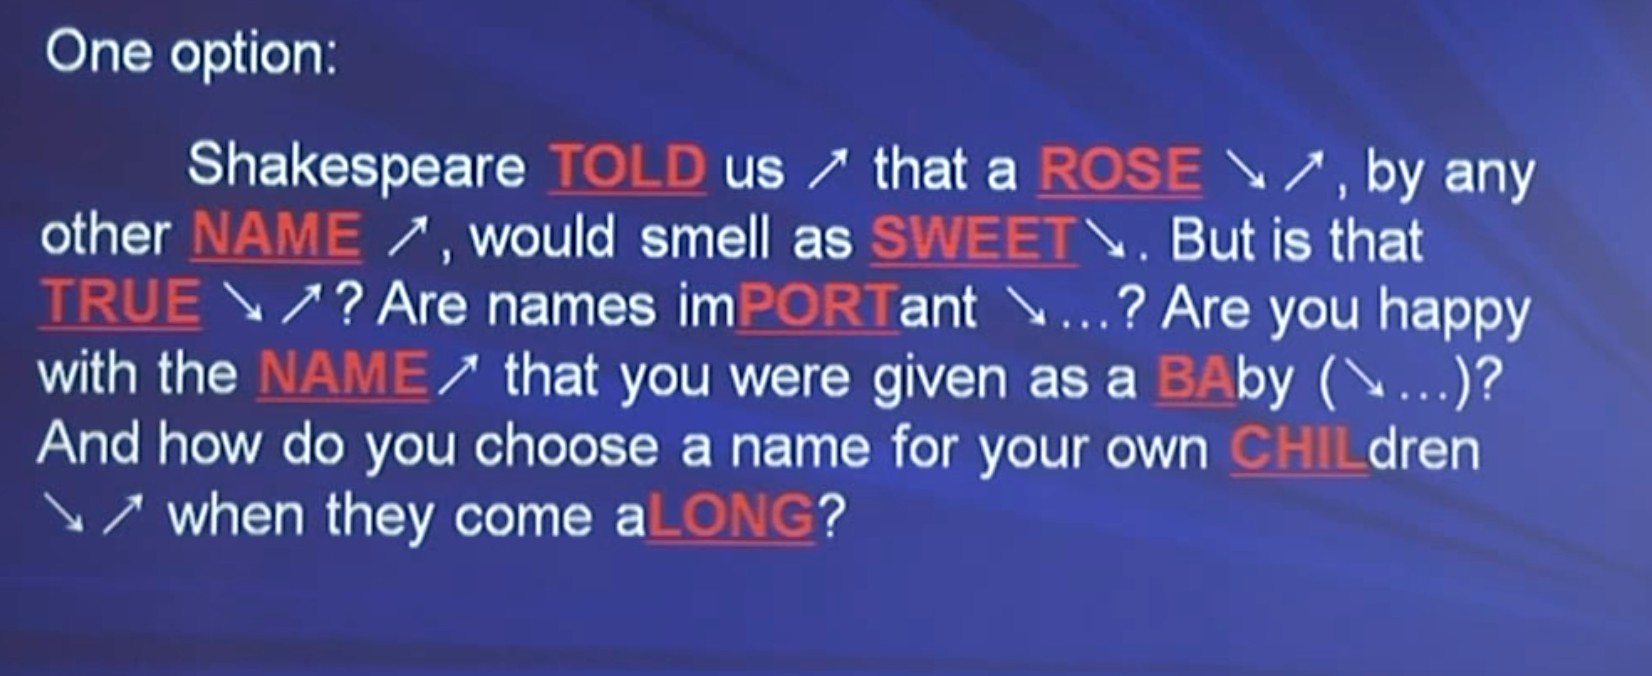 One option:
Shakespeare TOLD us ↗ that a ROSE ↘ ↗, by any
other NAME ↗, would smell as SWEET↘. But is that
TRUE ↘ ↗? Are names imPORTant ↘...? Are you happy
with the NAME↗ that you were given as a BAby (↘...)?
And how do you choose a name for your own CHILdren
↘ ↗ when they come aLONG?